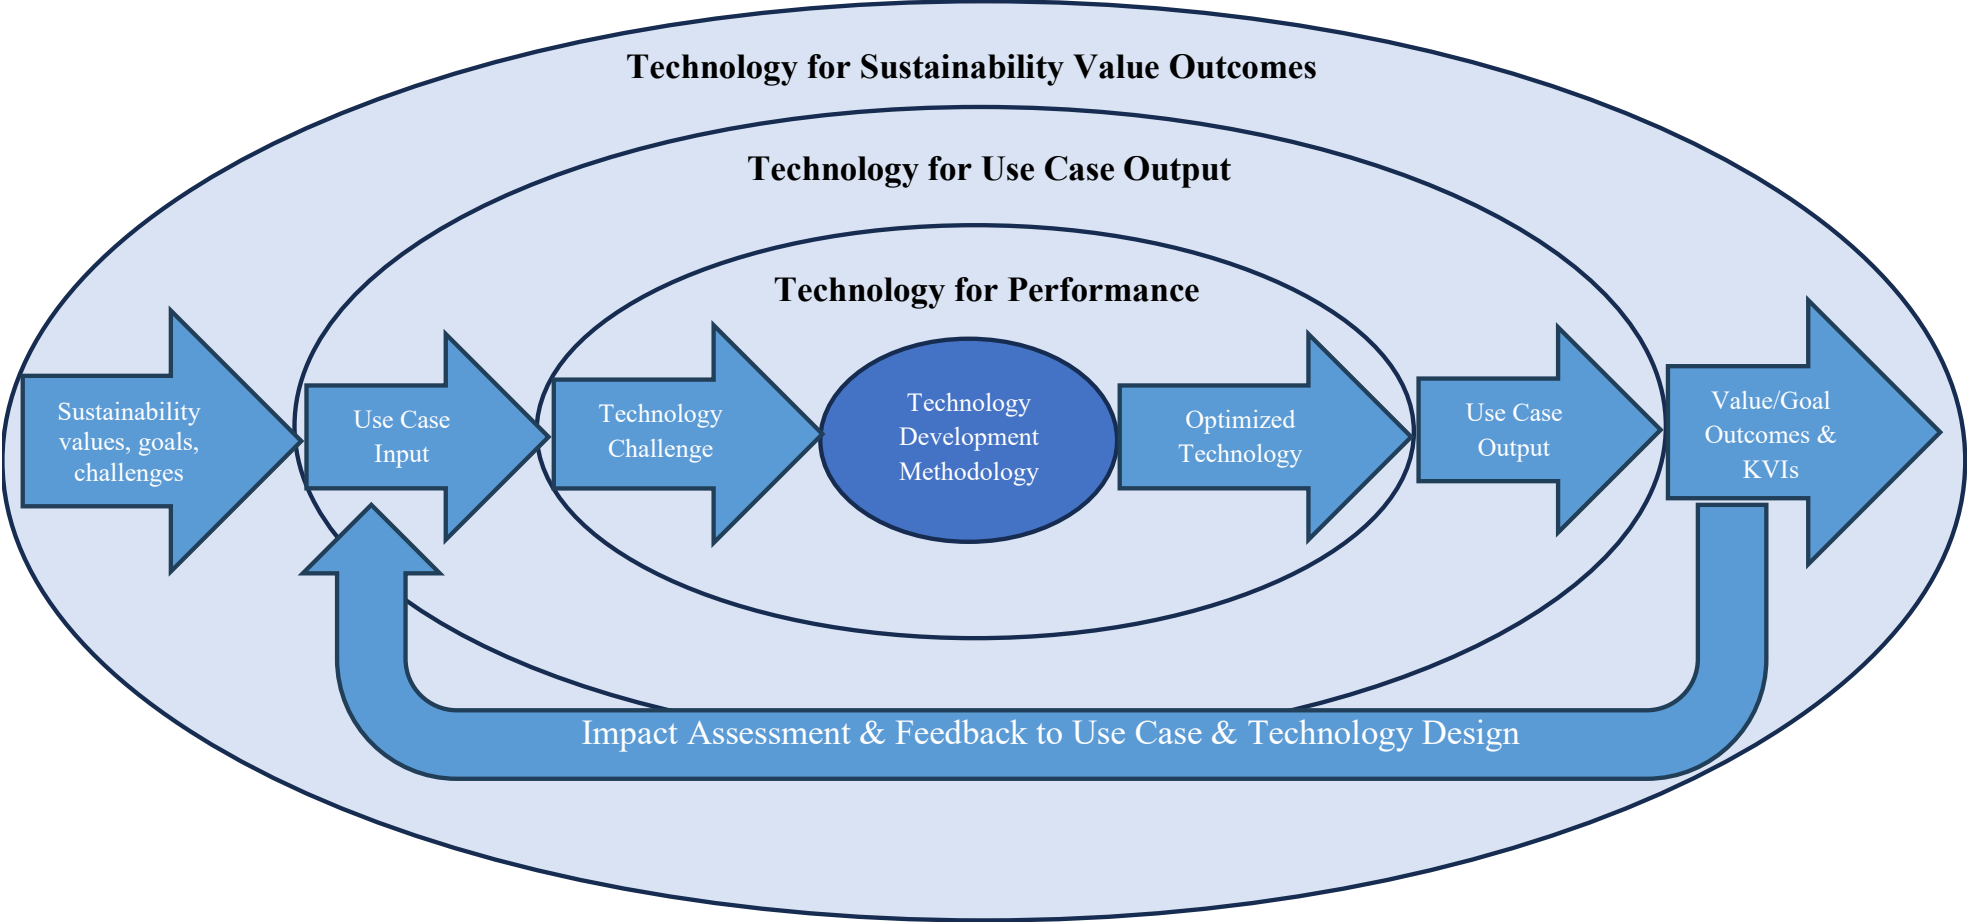 Technology for Sustainability Value Outcomes
Technology for Use Case Output
Technology for Performance
Sustainability
values, goals,
challenges
Use Case
Input
Technology
Challenge
Technology
Development
Methodology
Optimized
Technology
Use Case
Output
Value/Goal
Outcomes &
KVIs
Impact Assessment & Feedback to Use Case & Technology Design